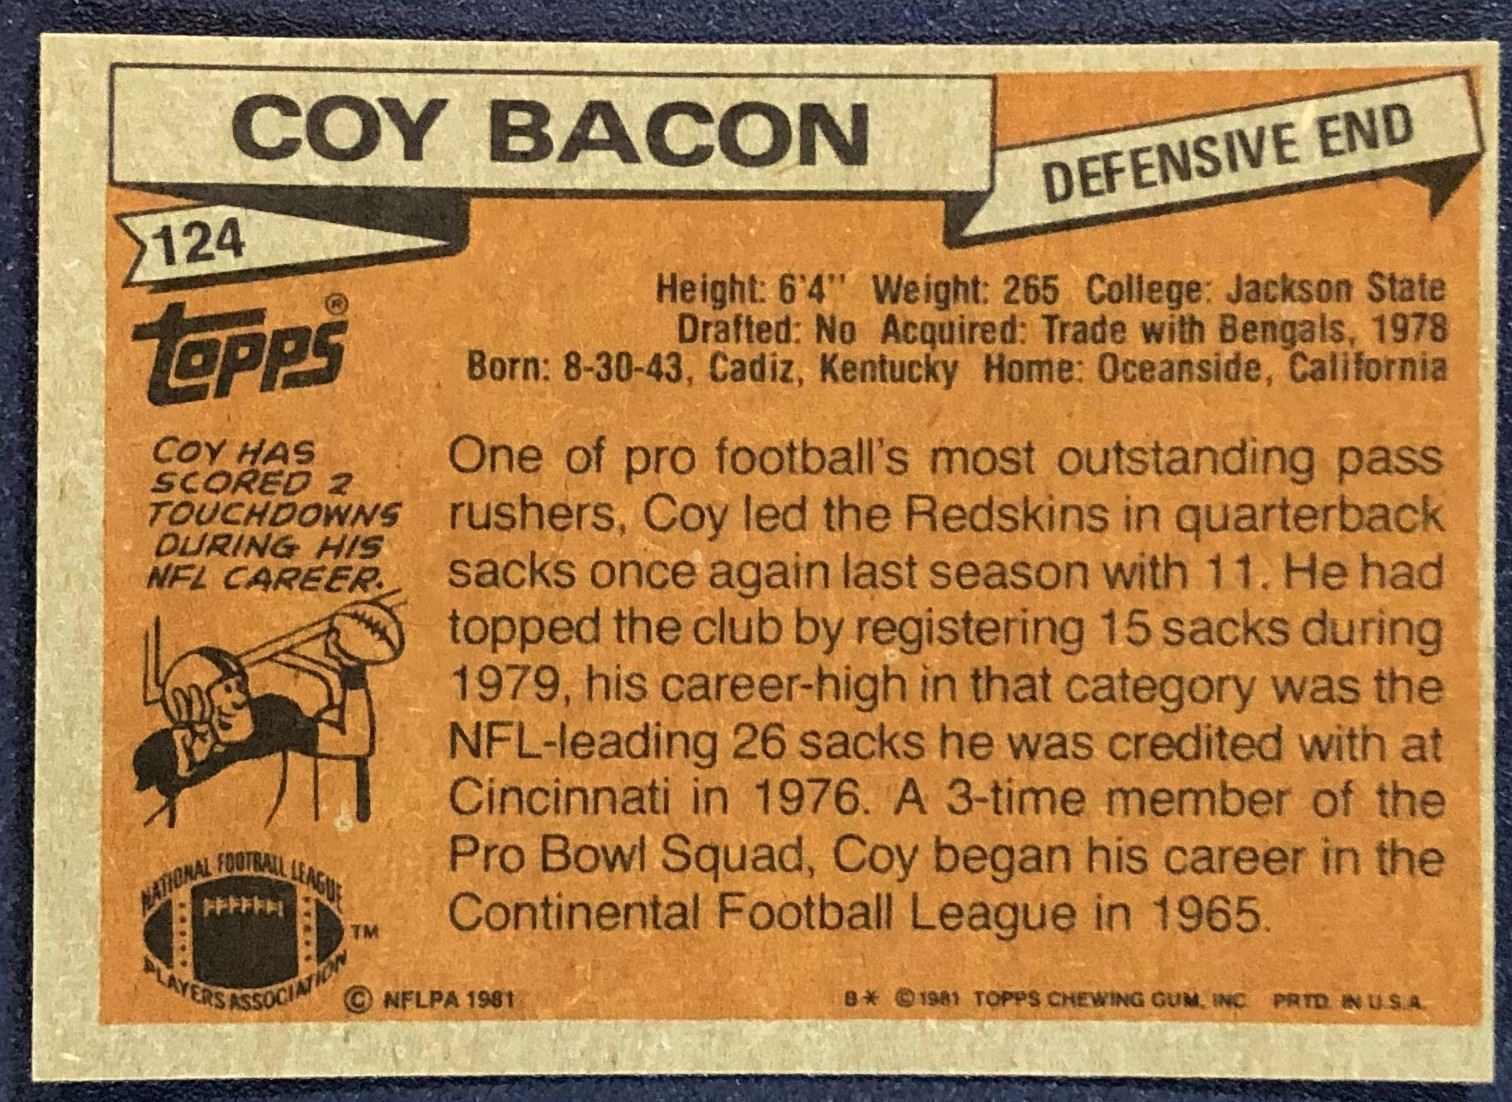 COY BACON
DEFENSIVE END
124
TOPPS®
Height: 6'4" Weight: 265 College: Jackson State
Drafted: No Acquired: Trade with Bengals, 1978
Born: 8-30-43, Cadiz, Kentucky Home: Oceanside, California
COY HAS
SCORED 2
TOUCHDOWNS
DURING HIS
NFL CAREER.
One of pro football's most outstanding pass
rushers, Coy led the Redskins in quarterback
sacks once again last season with 11. He had
topped the club by registering 15 sacks during
1979, his career-high in that category was the
NFL-leading 26 sacks he was credited with at
Cincinnati in 1976. A 3-time member of the
Pro Bowl Squad, Coy began his career in the
Continental Football League in 1965.
NATIONAL FOOTBALL LEAGUE
PLAYERS ASSOCIATION
TM
© NFLPA 1981
B* © 1981 TOPPS CHEWING GUM, INC. PRTD. IN U.S.A.